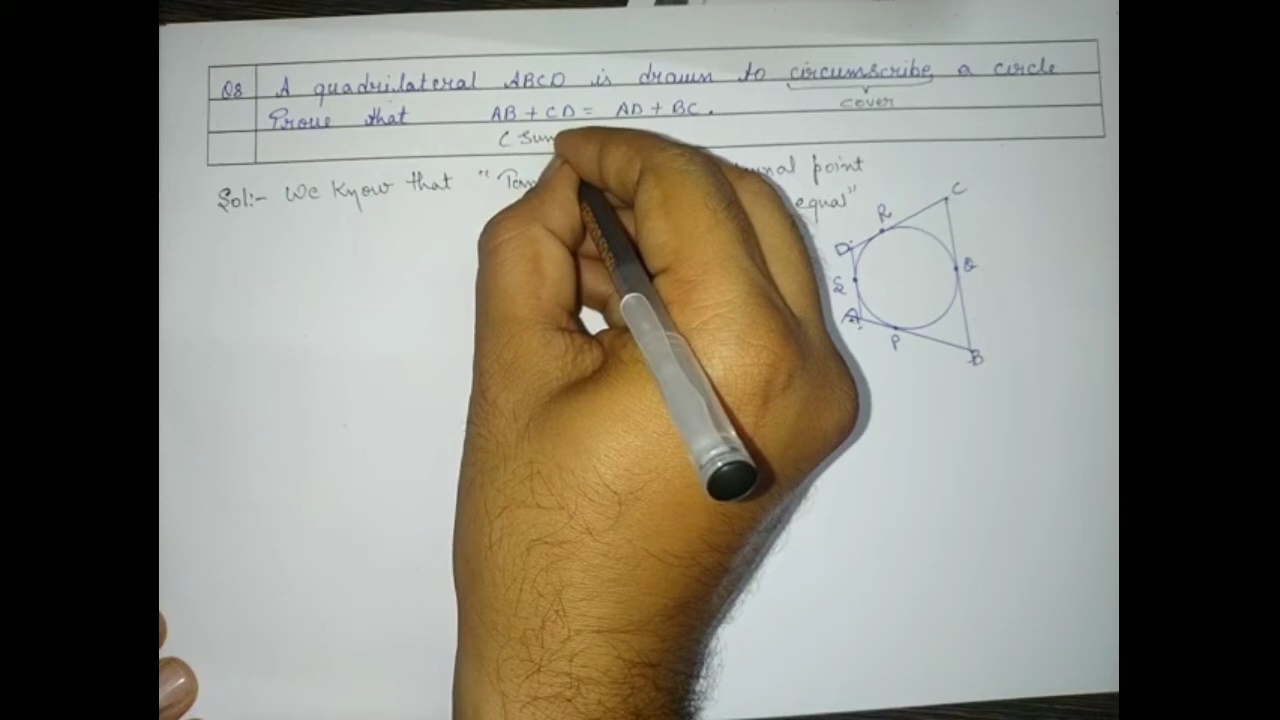 Q8 A quadrilateral ABCD is drawn to circumscribe a circle
Prove that AB + CD = AD + BC.
cover
( Sum
Sol:- We know that " point
equal"
C
R
D
Q
S
A
P
B